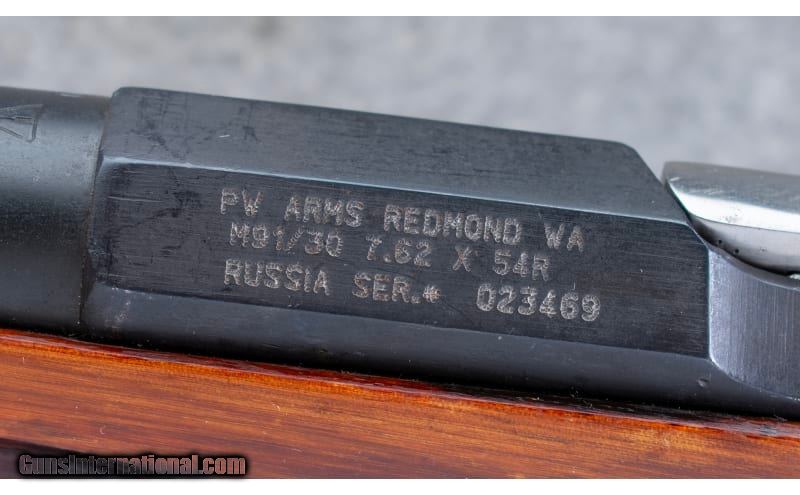 PW ARMS REDMOND WA
M91/30 7.62 X 54R
RUSSIA SER.# 023469
GunsInternational.com